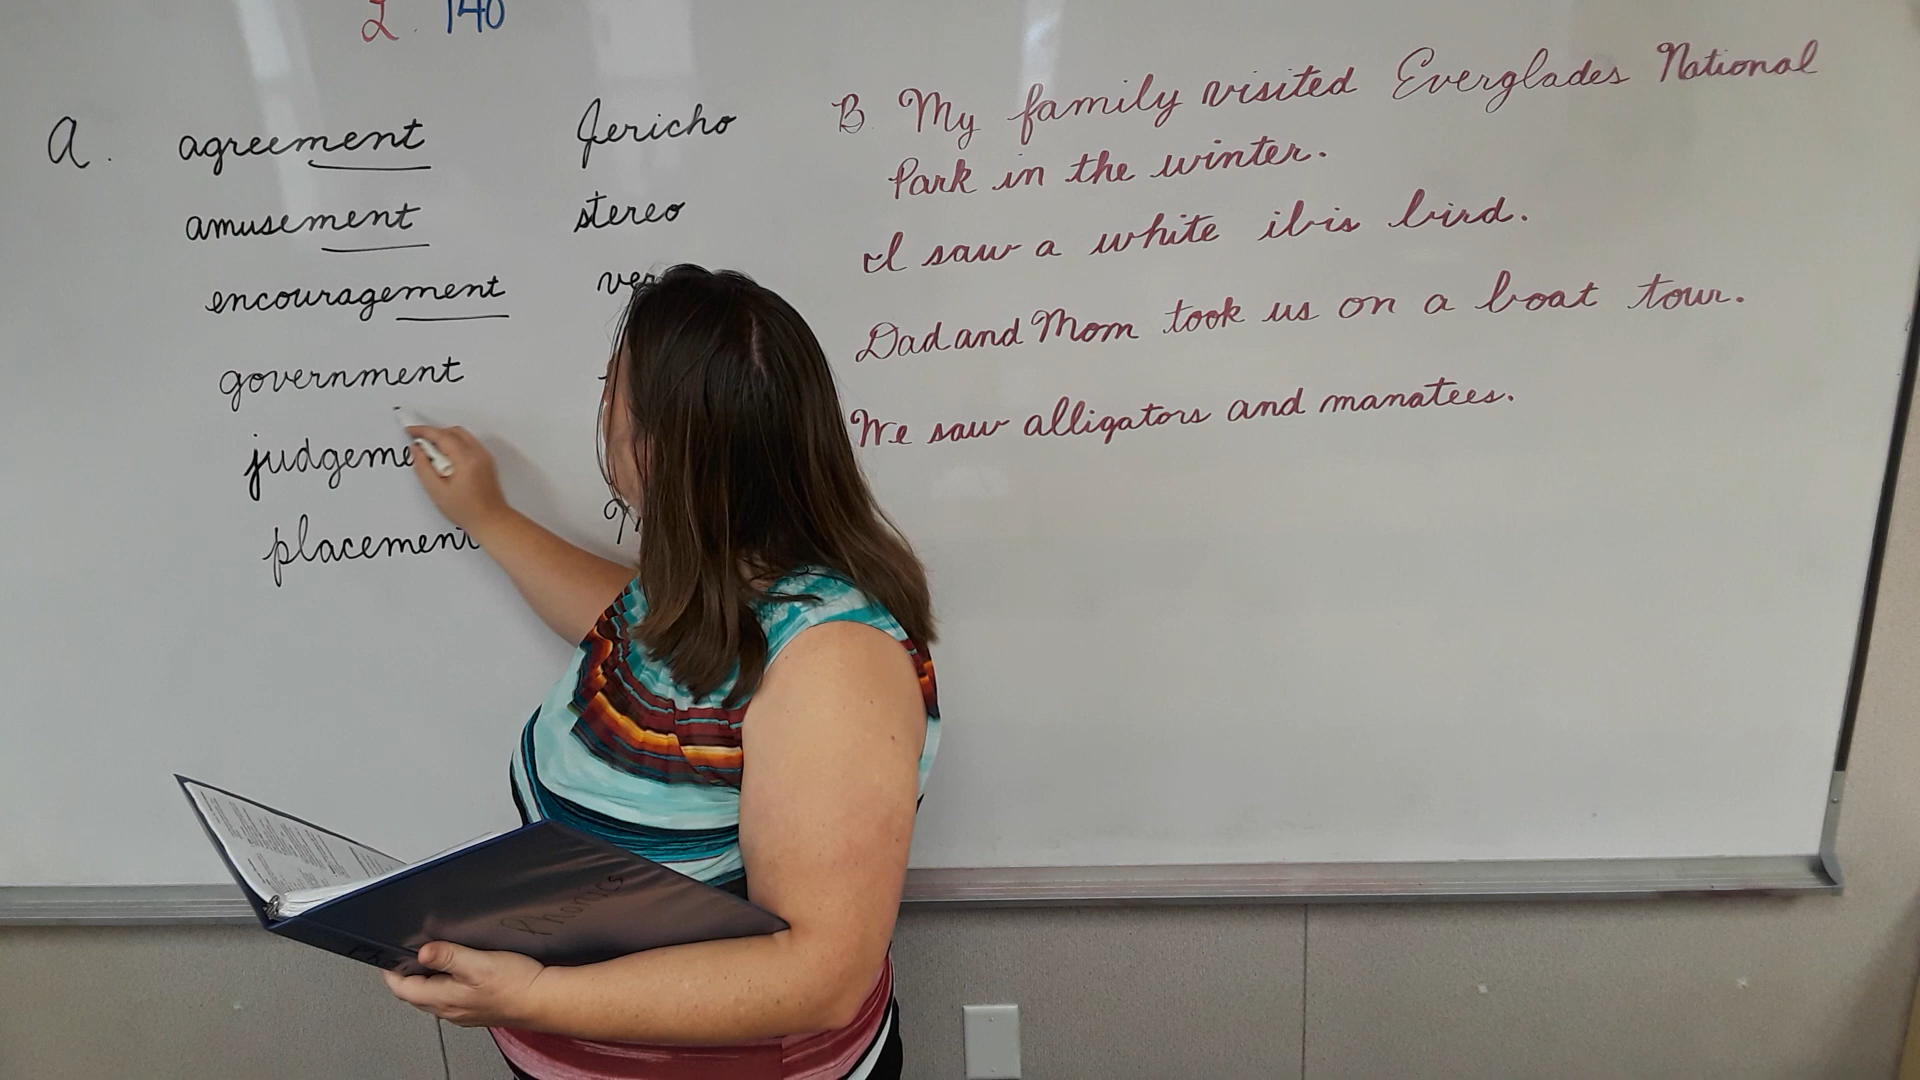 L. 140
A. agreement
amusement
encouragement
government
placement
Jericho
stereo
B. My family visited Everglades National
Park in the winter.
I saw a white ibis bird.
Dad and Mom took us on a boat tour.
We saw alligators and manatees.
Phonics